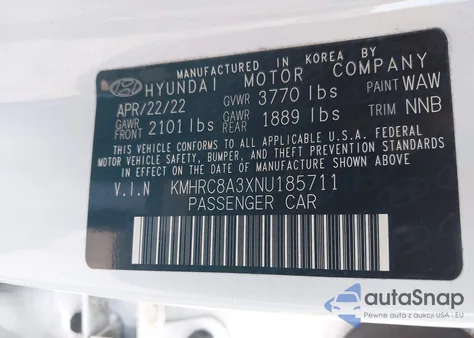 MANUFACTURED IN KOREA BY
HYUNDAI MOTOR COMPANY
APR/22/22 GVWR 3770 lbs PAINT WAW
GAWR FRONT 2101 lbs GAWR REAR 1889 lbs TRIM NNB
THIS VEHICLE CONFORMS TO ALL APPLICABLE U.S.A. FEDERAL
MOTOR VEHICLE SAFETY, BUMPER, AND THEFT PREVENTION STANDARDS
IN EFFECT ON THE DATE OF MANUFACTURE SHOWN ABOVE.
V.I.N KMHRC8A3XNU185711
PASSENGER CAR
autoSnap
Pewne auta z aukcji USA i EU